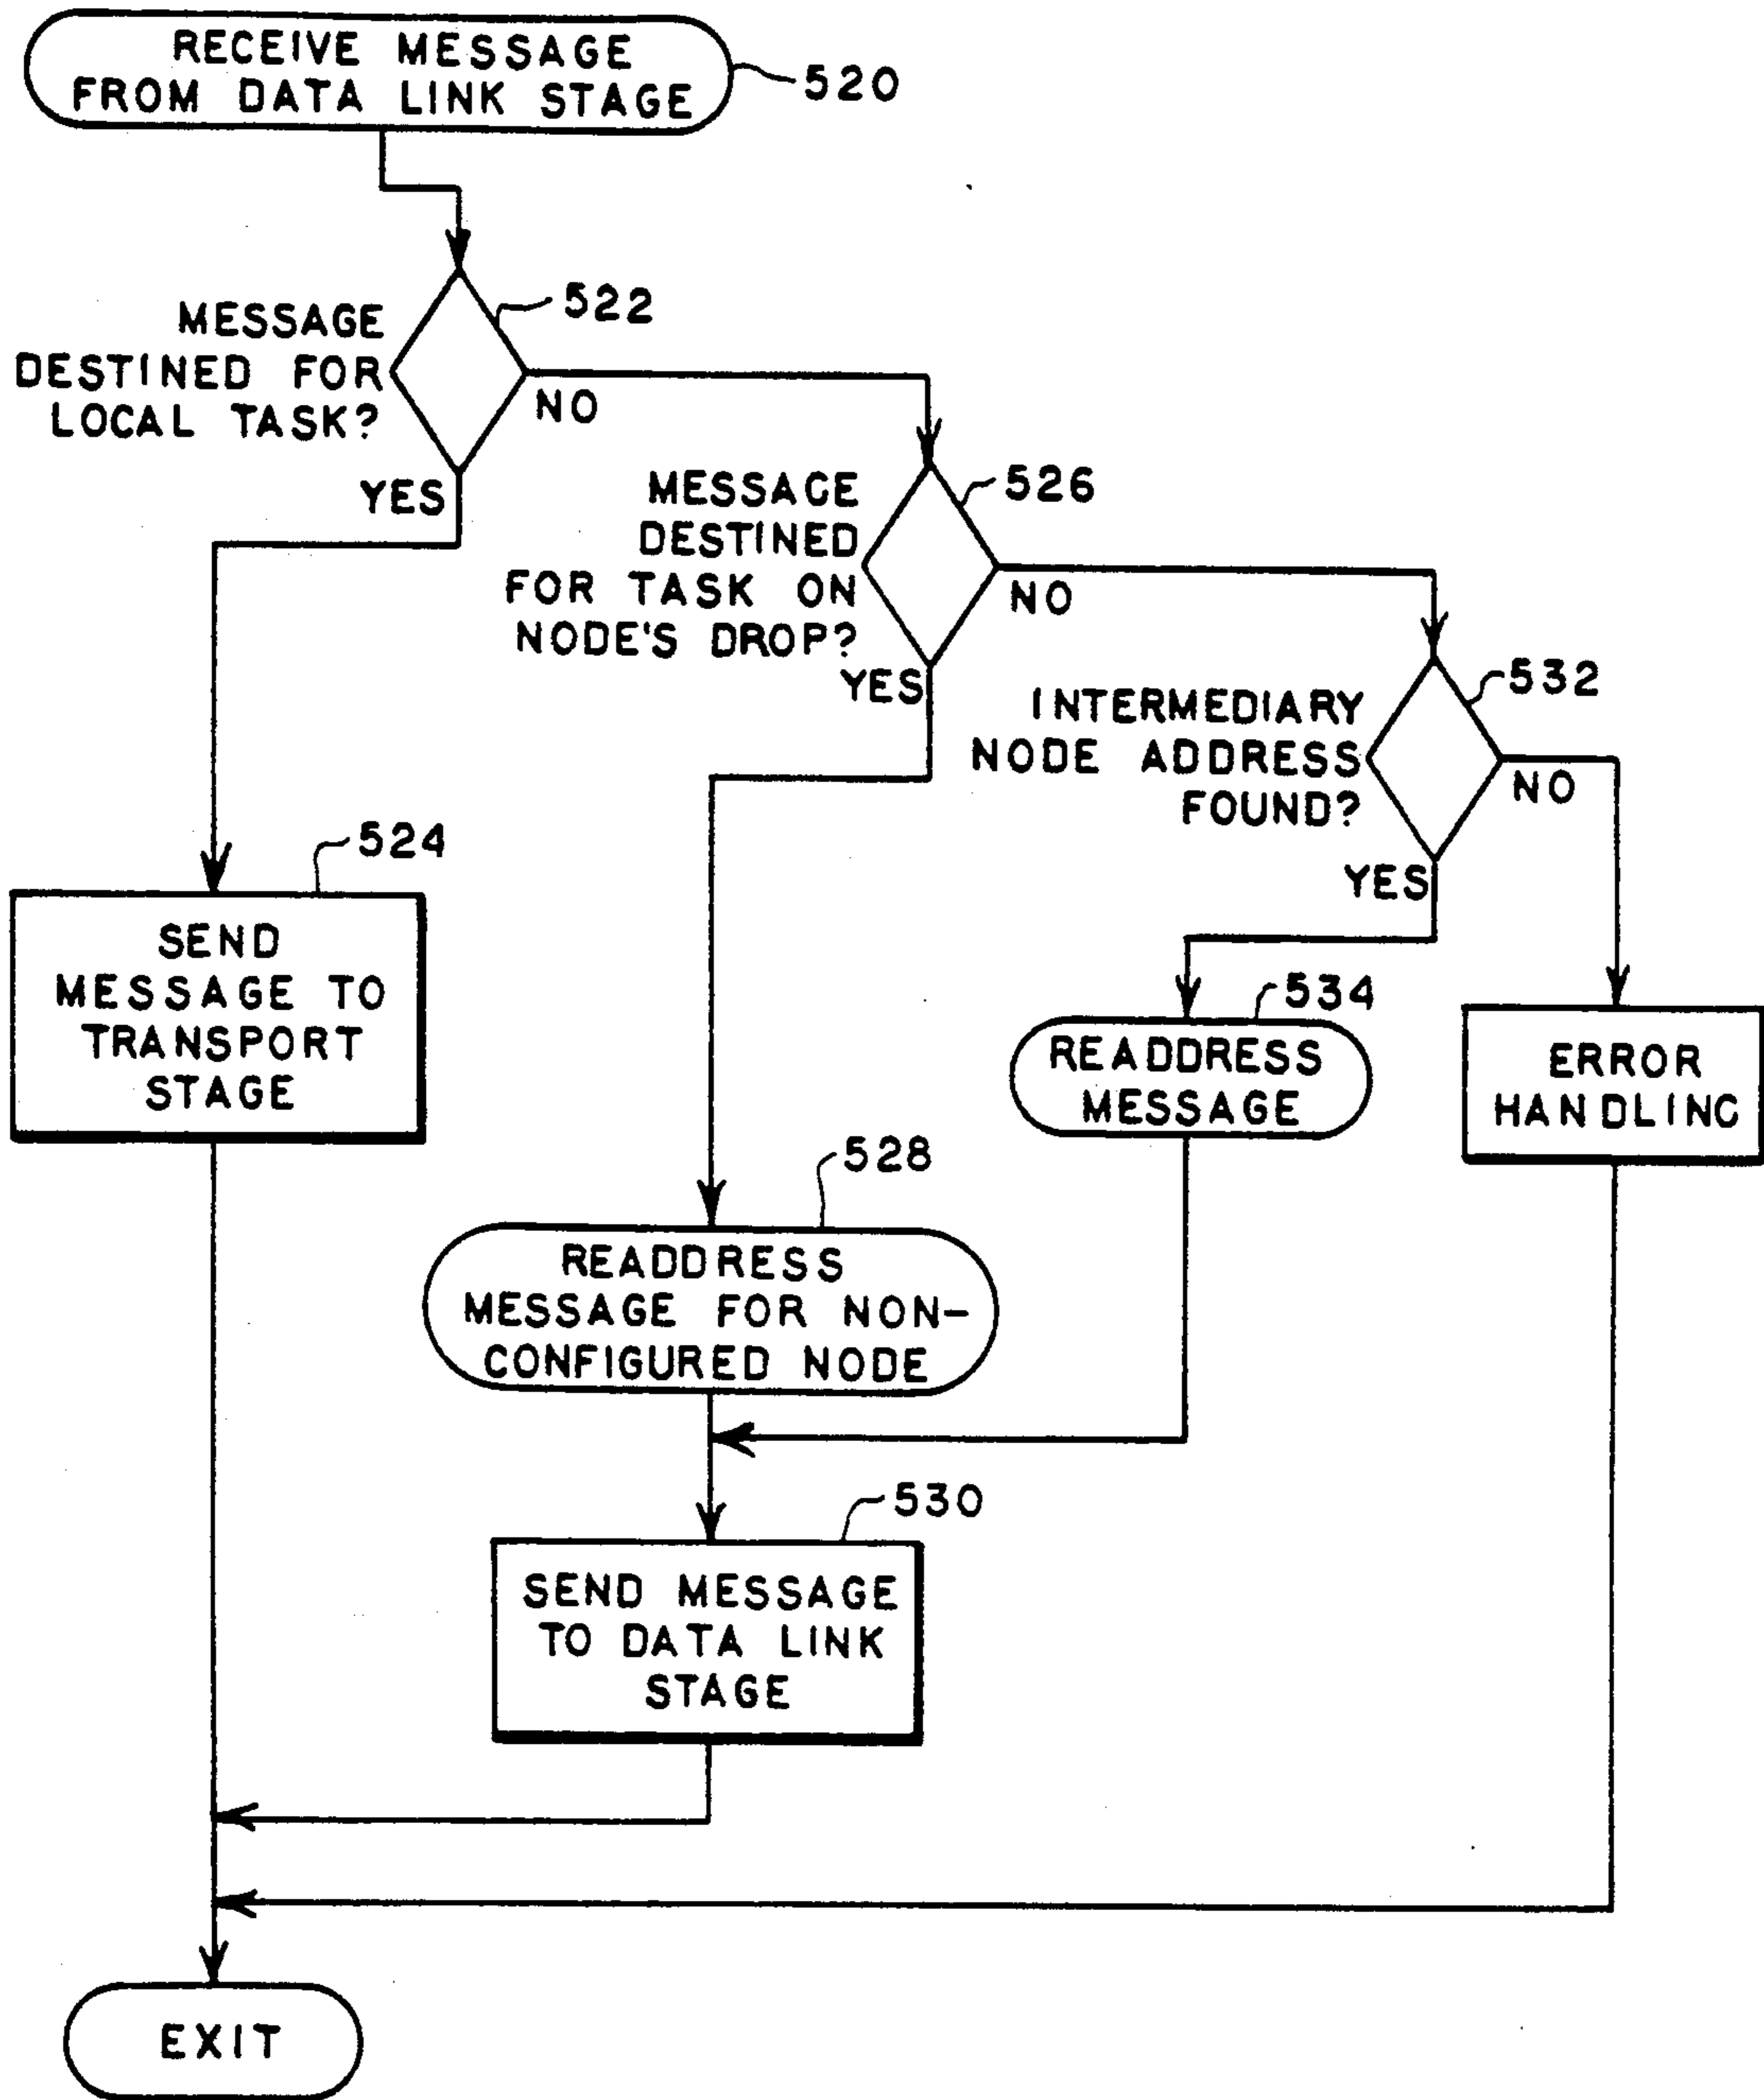 RECEIVE MESSAGE
FROM DATA LINK STAGE
520
522
MESSAGE
DESTINED FOR
LOCAL TASK?
NO
YES
526
MESSAGE
DESTINED
FOR TASK ON
NODE'S DROP?
NO
YES
532
INTERMEDIARY
NODE ADDRESS
FOUND?
NO
YES
524
SEND
MESSAGE TO
TRANSPORT
STAGE
534
READDRESS
MESSAGE
ERROR
HANDLING
528
READDRESS
MESSAGE FOR NON-
CONFIGURED NODE
530
SEND MESSAGE
TO DATA LINK
STAGE
EXIT